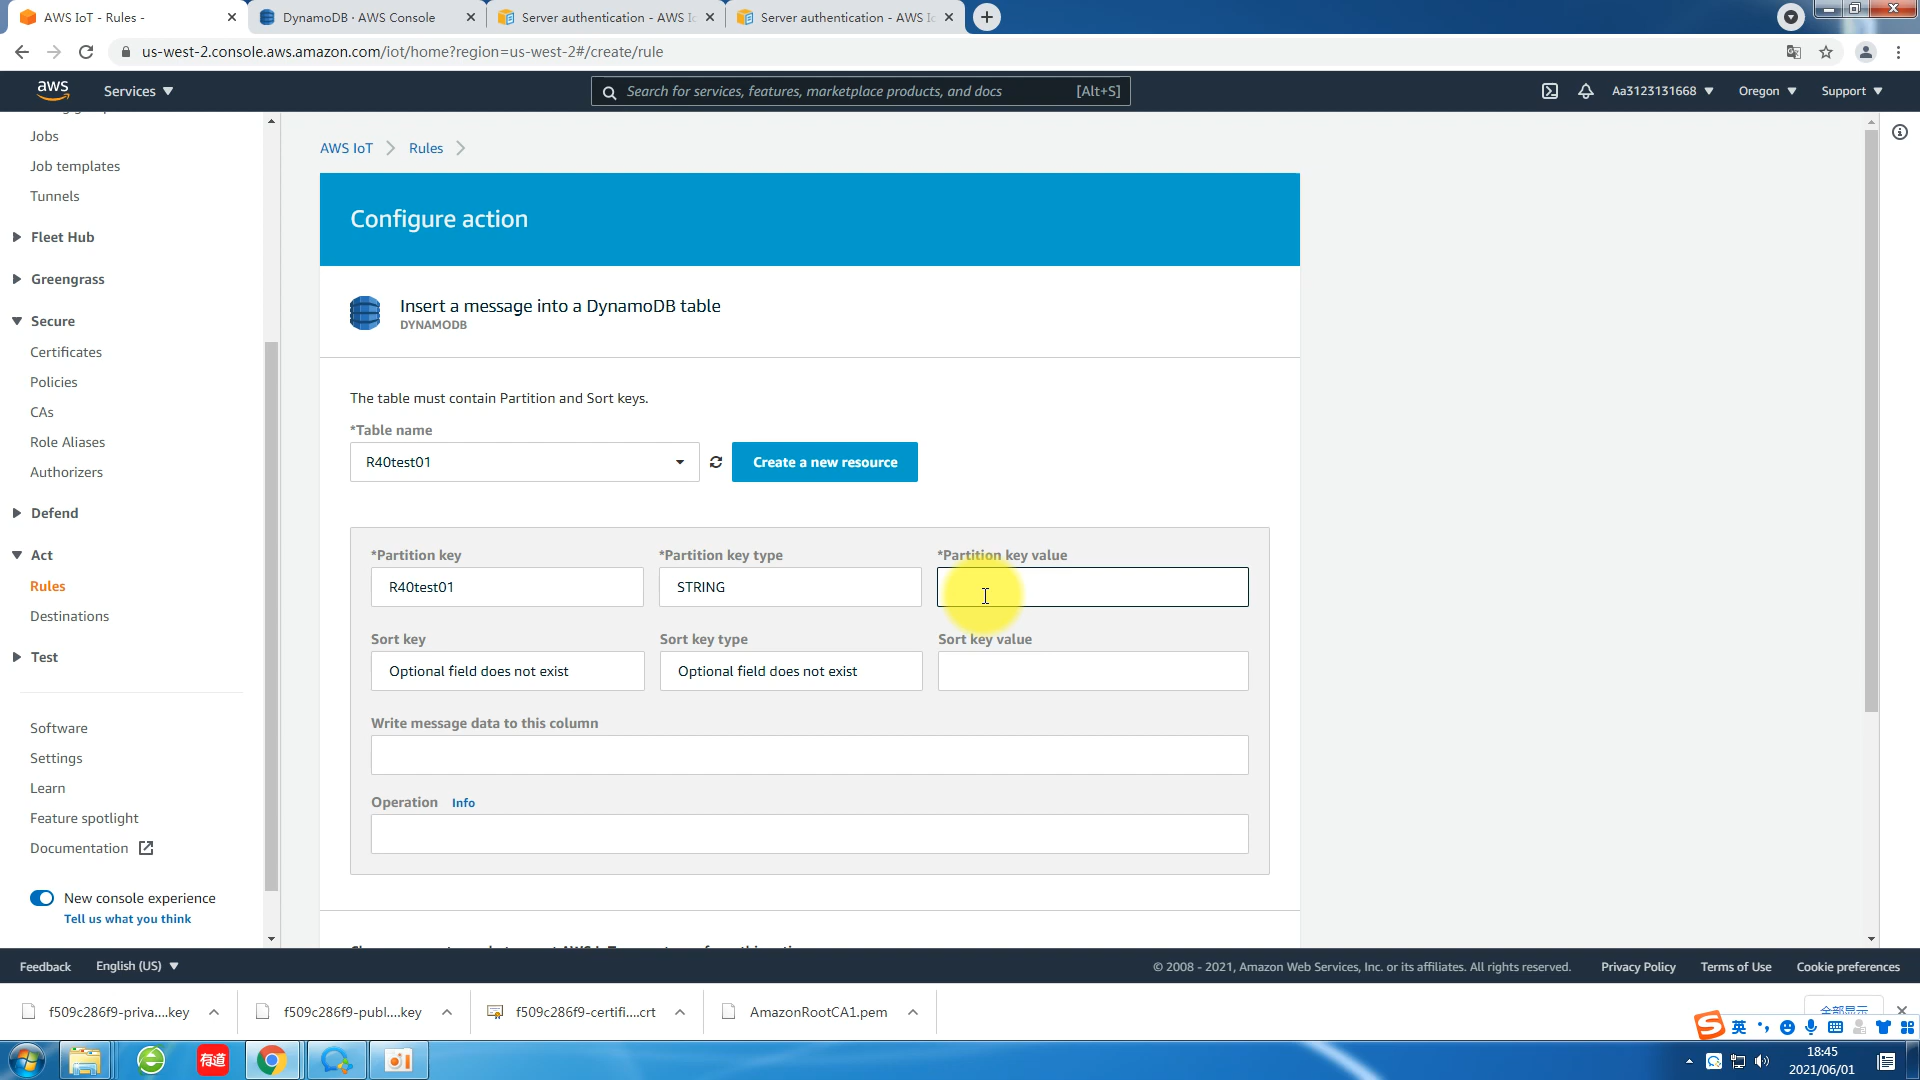 AWS IoT - Rules -
DynamoDB · AWS Console
Server authentication - AWS Io
Server authentication - AWS Io
us-west-2.console.aws.amazon.com/iot/home?region=us-west-2#/create/rule
aws
Services
Search for services, features, marketplace products, and docs
[Alt+S]
Aa3123131668
Oregon
Support
Jobs
Job templates
Tunnels
Fleet Hub
Greengrass
Secure
Certificates
Policies
CAs
Role Aliases
Authorizers
Defend
Act
Rules
Destinations
Test
Software
Settings
Learn
Feature spotlight
Documentation
New console experience
Tell us what you think
AWS IoT
Rules
Configure action
Insert a message into a DynamoDB table
DYNAMODB
The table must contain Partition and Sort keys.
*Table name
R40test01
Create a new resource
*Partition key
*Partition key type
*Partition key value
R40test01
STRING
Sort key
Sort key type
Sort key value
Optional field does not exist
Optional field does not exist
Write message data to this column
Operation
Info
Feedback
English (US)
© 2008 - 2021, Amazon Web Services, Inc. or its affiliates. All rights reserved.
Privacy Policy
Terms of Use
Cookie preferences
f509c286f9-priva....key
f509c286f9-publ....key
f509c286f9-certifi....crt
AmazonRootCA1.pem
英
有道
18:45
2021/06/01